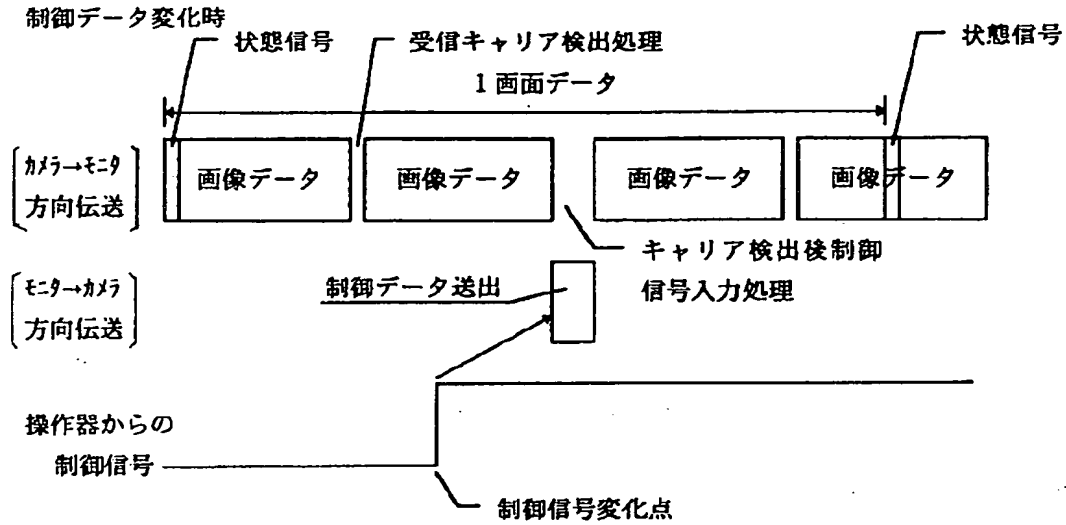 制御データ変化時
状態信号
受信キャリア検出処理
状態信号
1画面データ
カメラ→モニタ
方向伝送
画像データ
画像データ
画像データ
画像データ
キャリア検出後制御
信号入力処理
モニタ→カメラ
方向伝送
制御データ送出
操作器からの
制御信号
制御信号変化点